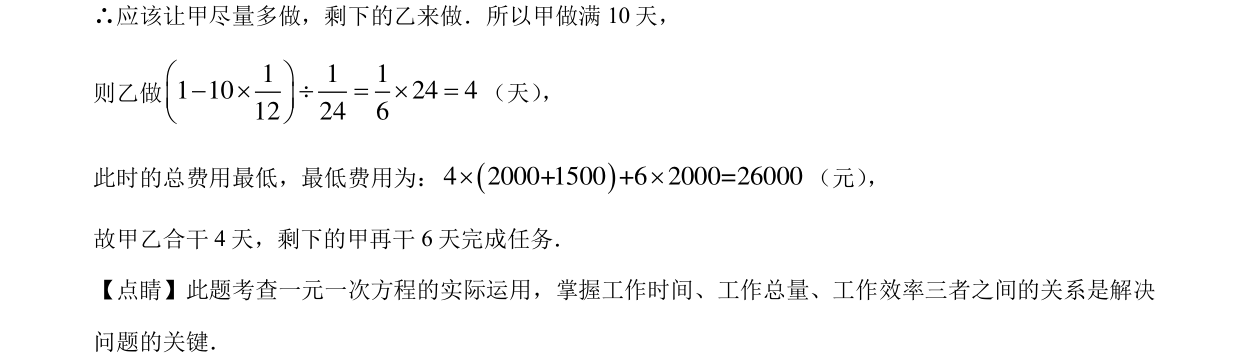 ∴应该让甲尽量多做，剩下的乙来做．所以甲做满 10 天，
则乙做(1−10×1/12)÷1/24=1/6×24=4（天），
此时的总费用最低，最低费用为：4×(2000+1500)+6×2000=26000（元），
故甲乙合干 4 天，剩下的甲再干 6 天完成任务．
【点睛】此题考查一元一次方程的实际运用，掌握工作时间、工作总量、工作效率三者之间的关系是解决
问题的关键．